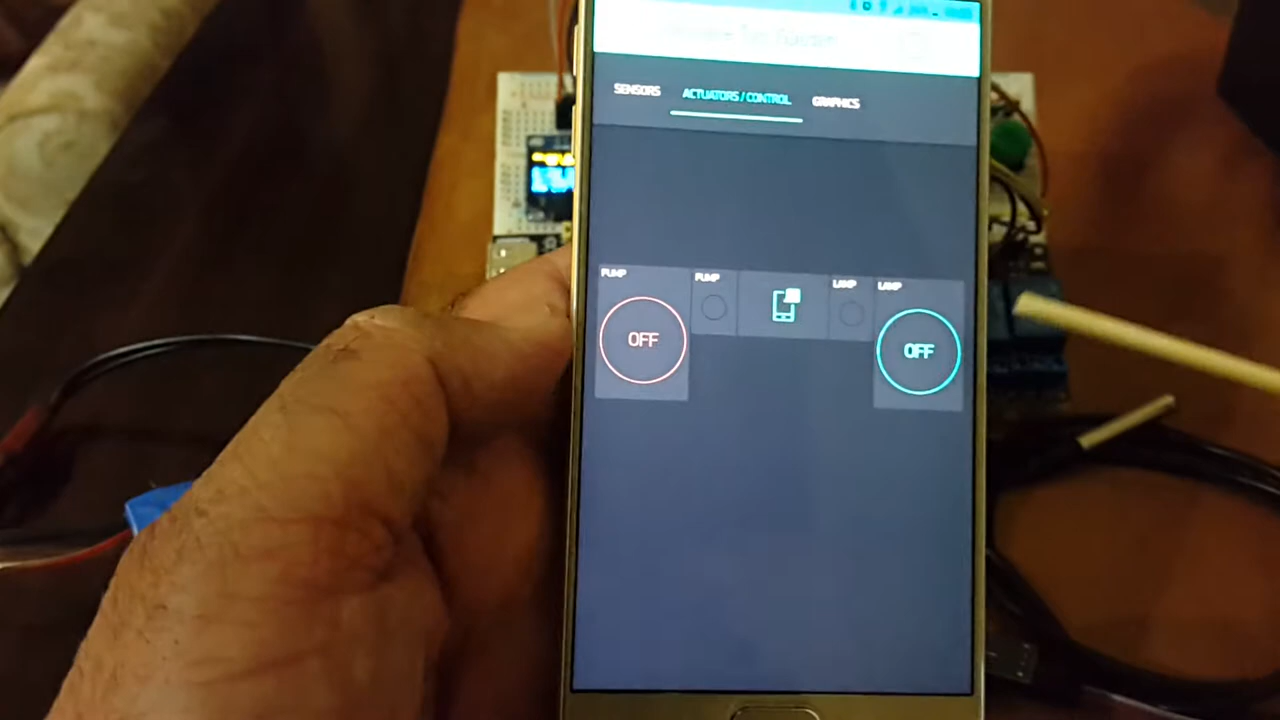 SENSORS
ACTUATORS / CONTROL
GRAPHICS
PUMP
PUMP
LAMP
LAMP
OFF
OFF